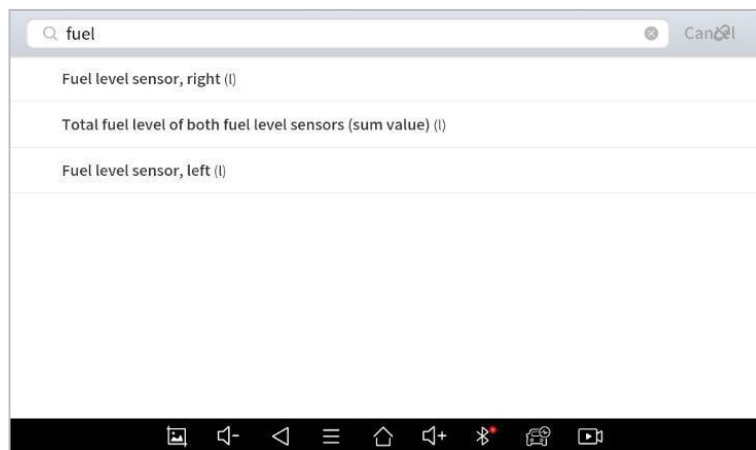 fuel
Cancel
Fuel level sensor, right (l)
Total fuel level of both fuel level sensors (sum value) (l)
Fuel level sensor, left (l)